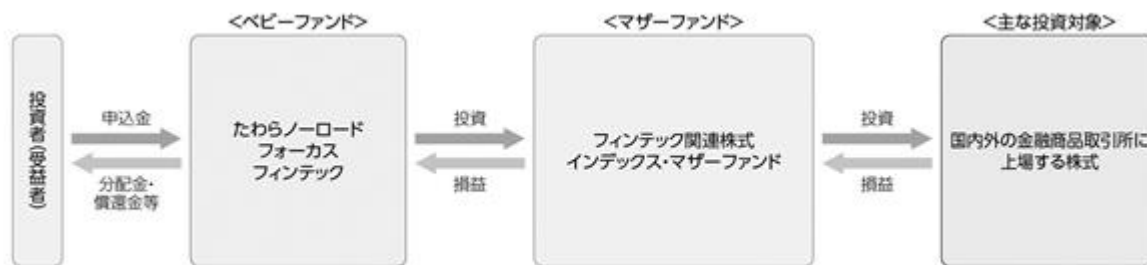 <ベビーファンド>
<マザーファンド>
<主な投資対象>
投資者(受益者)
申込金
分配金・
償還金等
たわらノーロード
フォーカス
フィンテック
投資
損益
フィンテック関連株式
インデックス・マザーファンド
投資
損益
国内外の金融商品取引所に
上場する株式